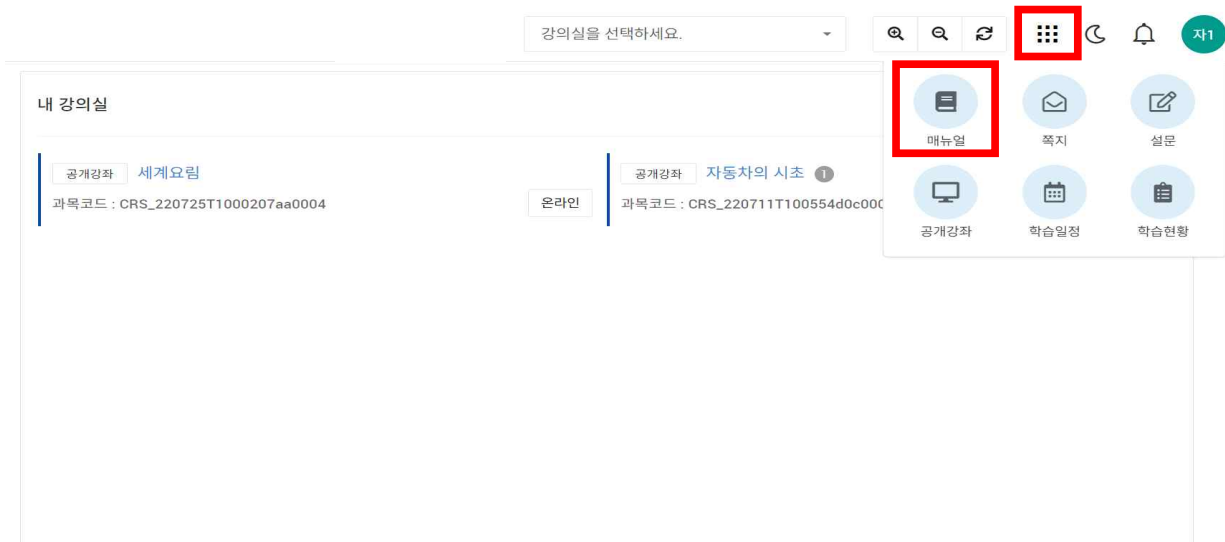 강의실을 선택하세요.
자1
내 강의실
매뉴얼
쪽지
설문
공개강좌 세계요림
과목코드 : CRS_220725T1000207aa0004
온라인
공개강좌 자동차의 시초 1
과목코드 : CRS_220711T100554d0c000
공개강좌
학습일정
학습현황